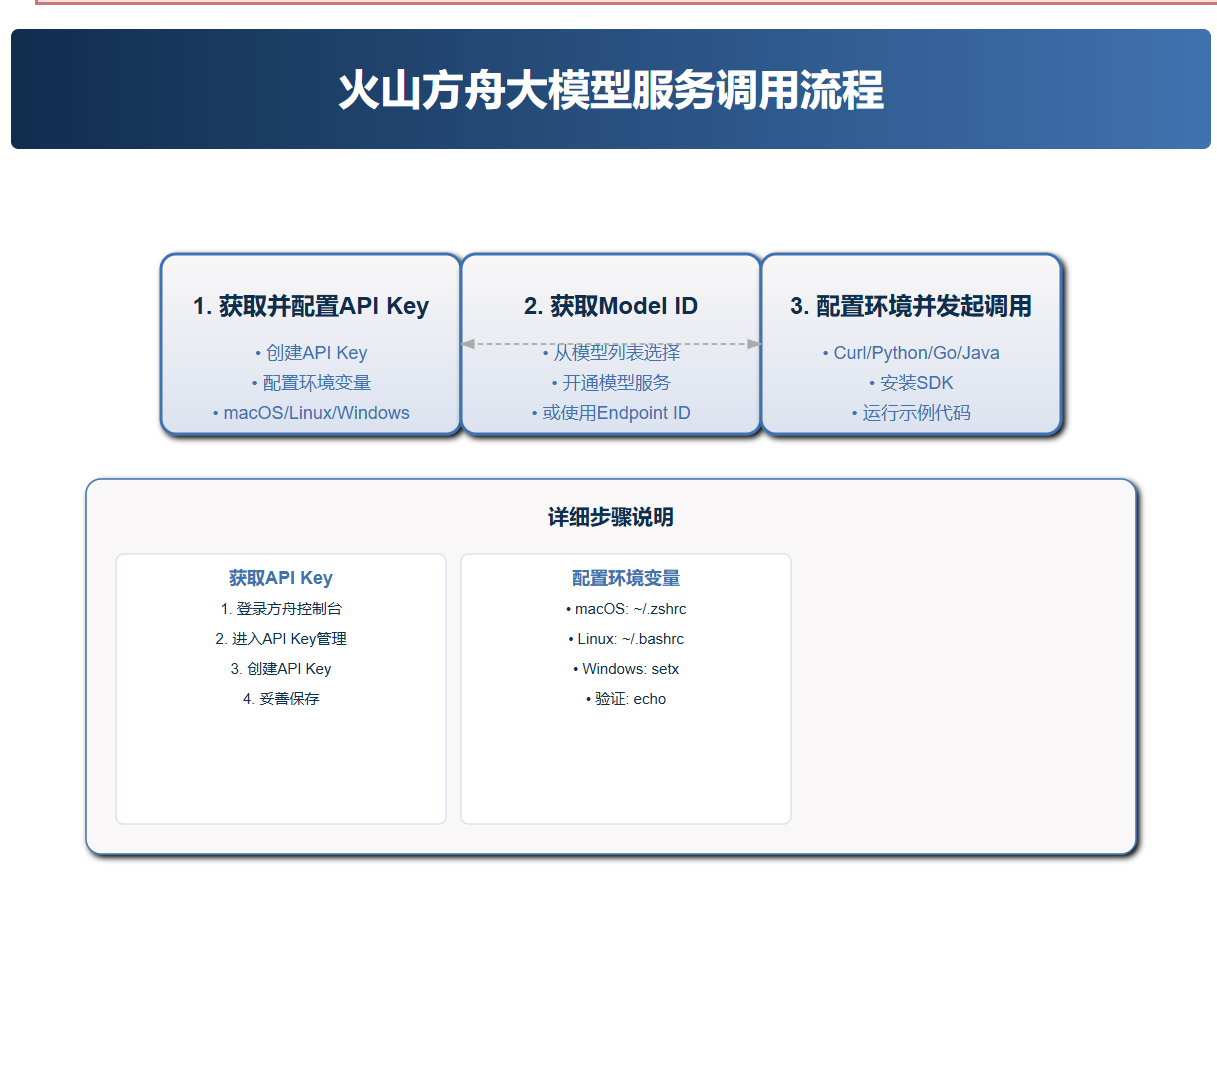 火山方舟大模型服务调用流程
1. 获取并配置API Key
• 创建API Key
• 配置环境变量
• macOS/Linux/Windows
2. 获取Model ID
• 从模型列表选择
• 开通模型服务
• 或使用Endpoint ID
3. 配置环境并发起调用
• Curl/Python/Go/Java
• 安装SDK
• 运行示例代码
详细步骤说明
获取API Key
1. 登录方舟控制台
2. 进入API Key管理
3. 创建API Key
4. 妥善保存
配置环境变量
• macOS: ~/.zshrc
• Linux: ~/.bashrc
• Windows: setx
• 验证: echo